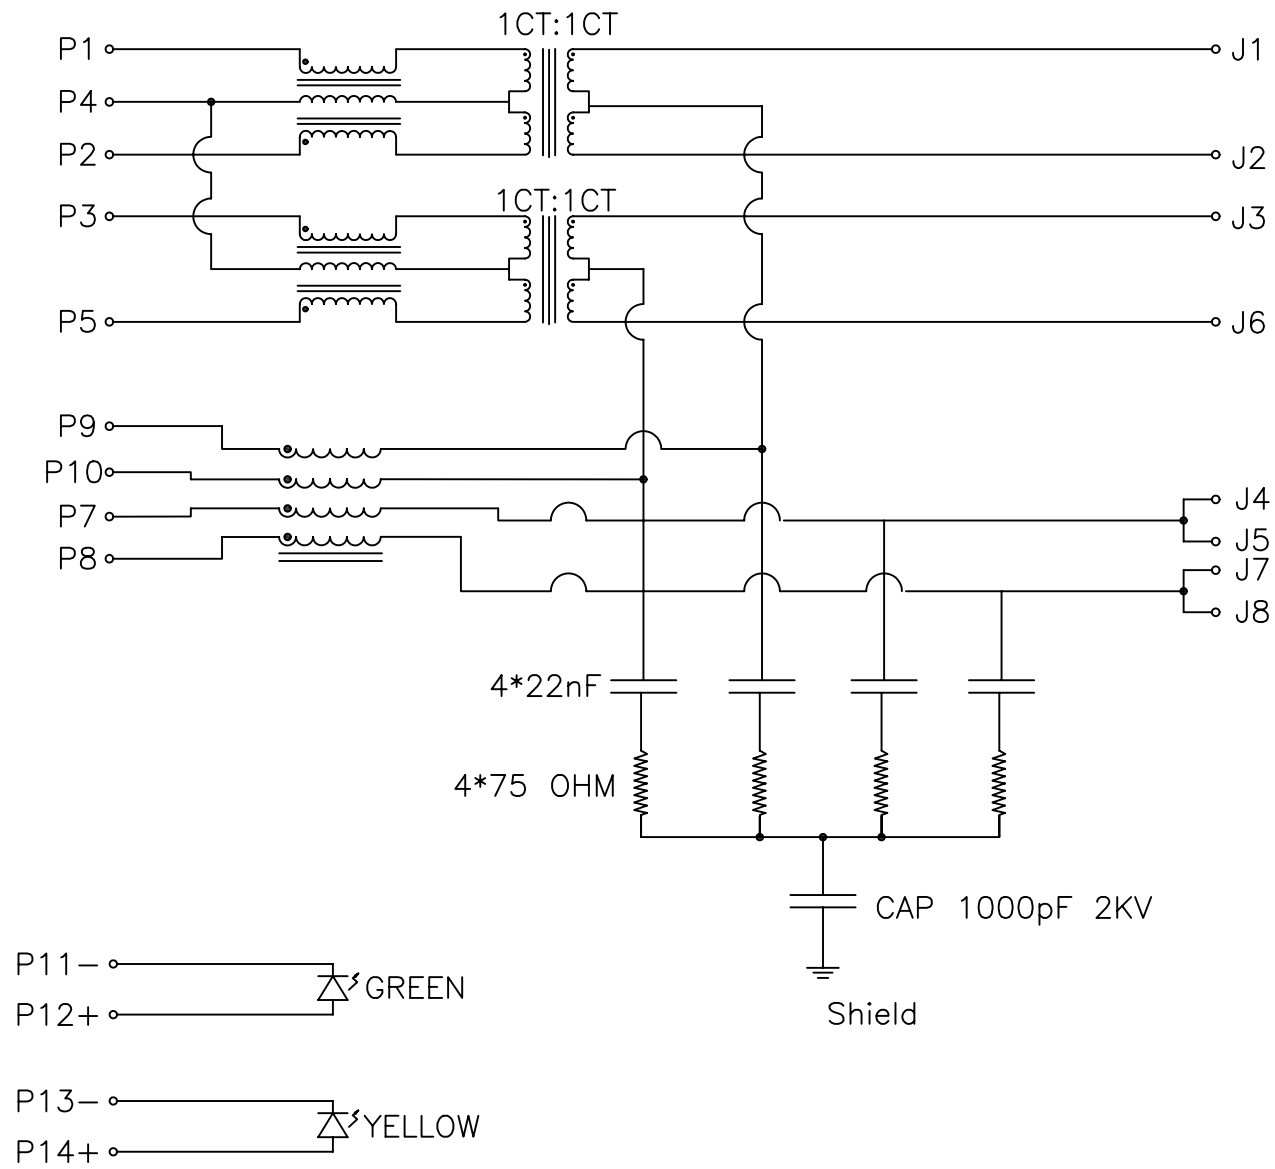 1CT:1CT
P1
J1
P4
P2
J2
1CT:1CT
P3
J3
P5
J6
P9
P10
J4
P7
J5
P8
J7
J8
4*22nF
4*75 OHM
CAP 1000pF 2KV
P11-
GREEN
P12+
Shield
P13-
YELLOW
P14+